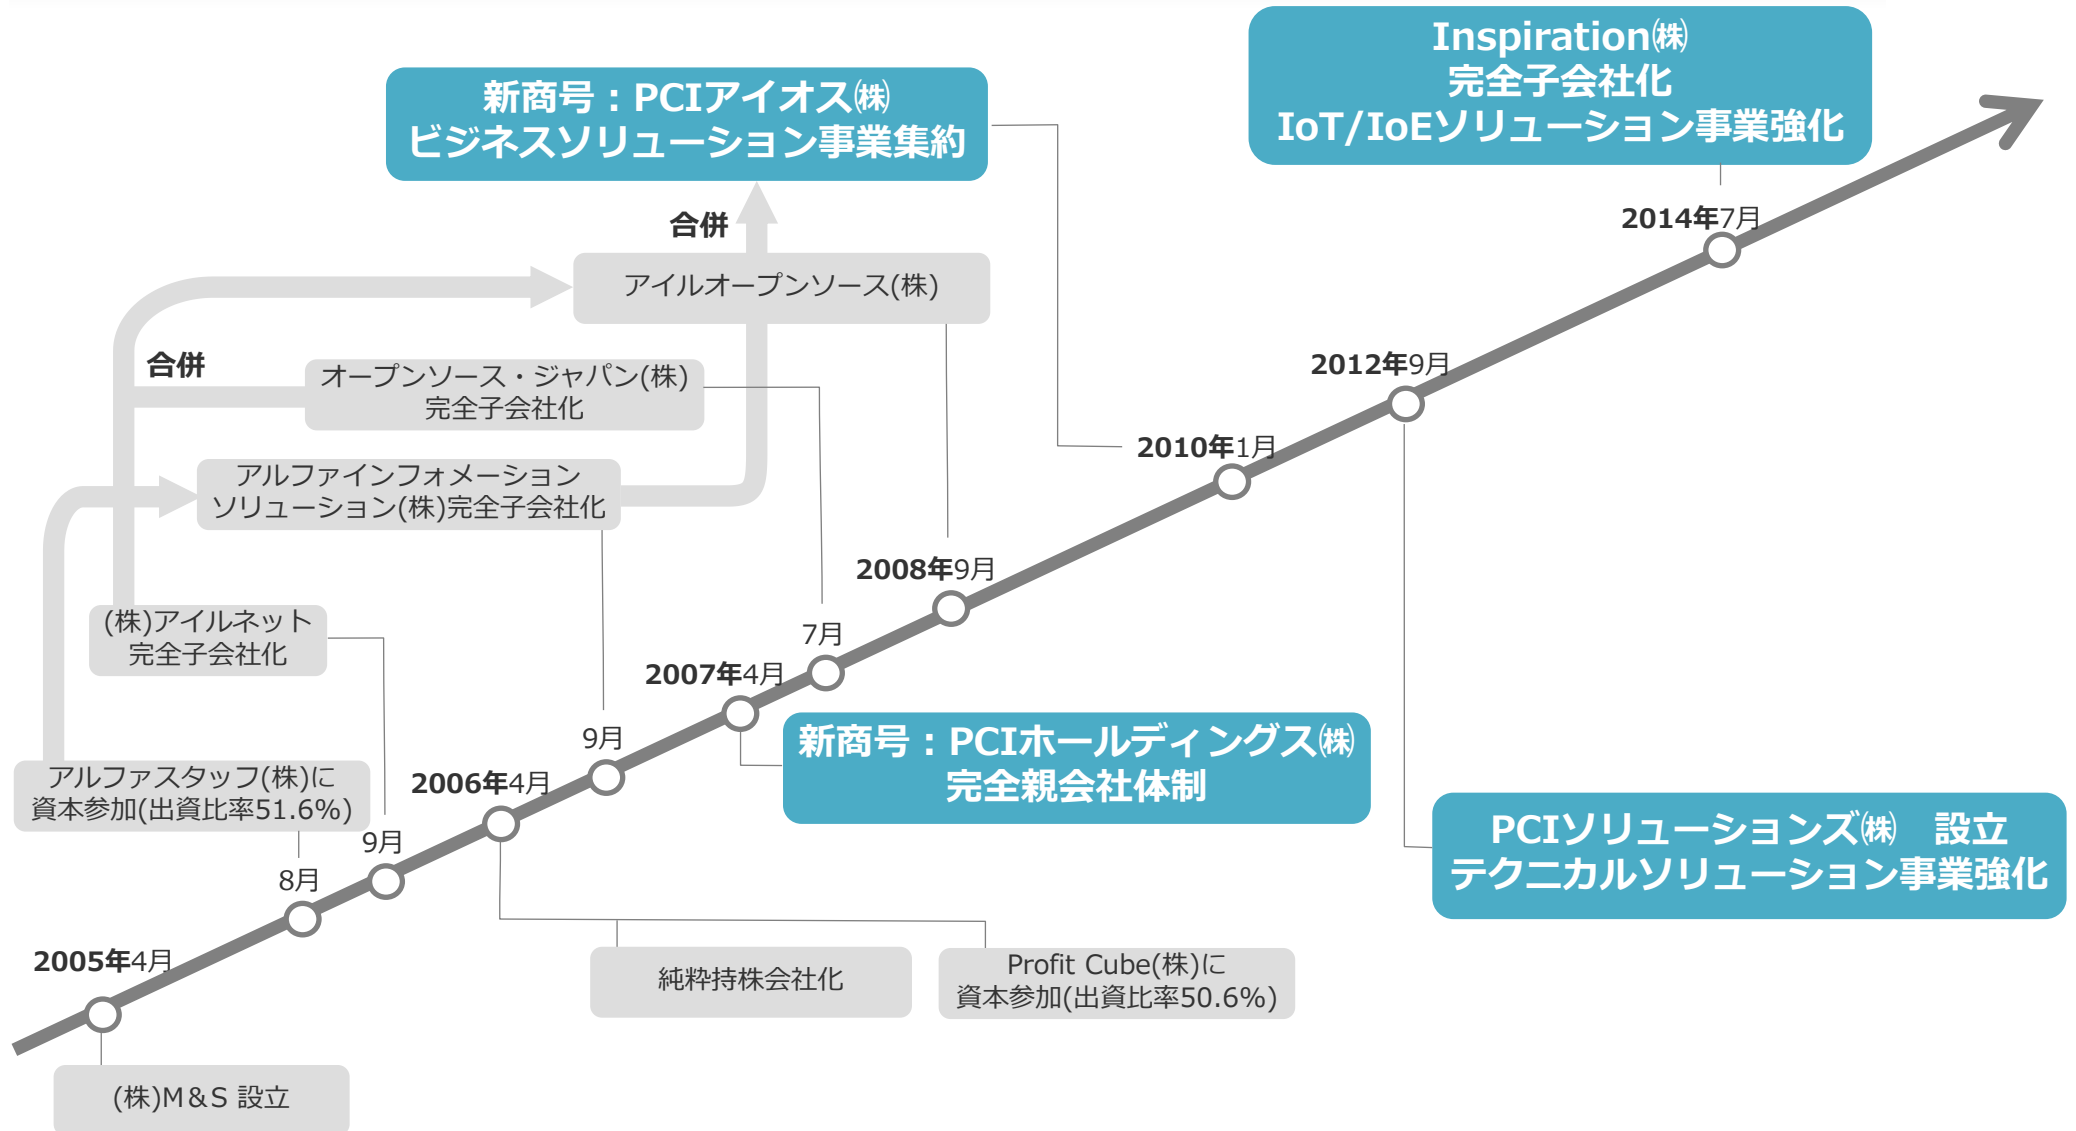 Inspiration㈱
完全子会社化
IoT/IoEソリューション事業強化
新商号：PCIアイオス㈱
ビジネスソリューション事業集約
2014年7月
合併
アイルオープンソース(株)
合併
オープンソース・ジャパン(株)
完全子会社化
2012年9月
2010年1月
アルファインフォメーション
ソリューション(株)完全子会社化
2008年9月
(株)アイルネット
完全子会社化
7月
2007年4月
新商号：PCIホールディングス㈱
完全親会社体制
9月
アルファスタッフ(株)に
資本参加(出資比率51.6%)
2006年4月
9月
8月
PCIソリューションズ㈱　設立
テクニカルソリューション事業強化
2005年4月
純粋持株会社化
Profit Cube(株)に
資本参加(出資比率50.6%)
(株)M＆S 設立